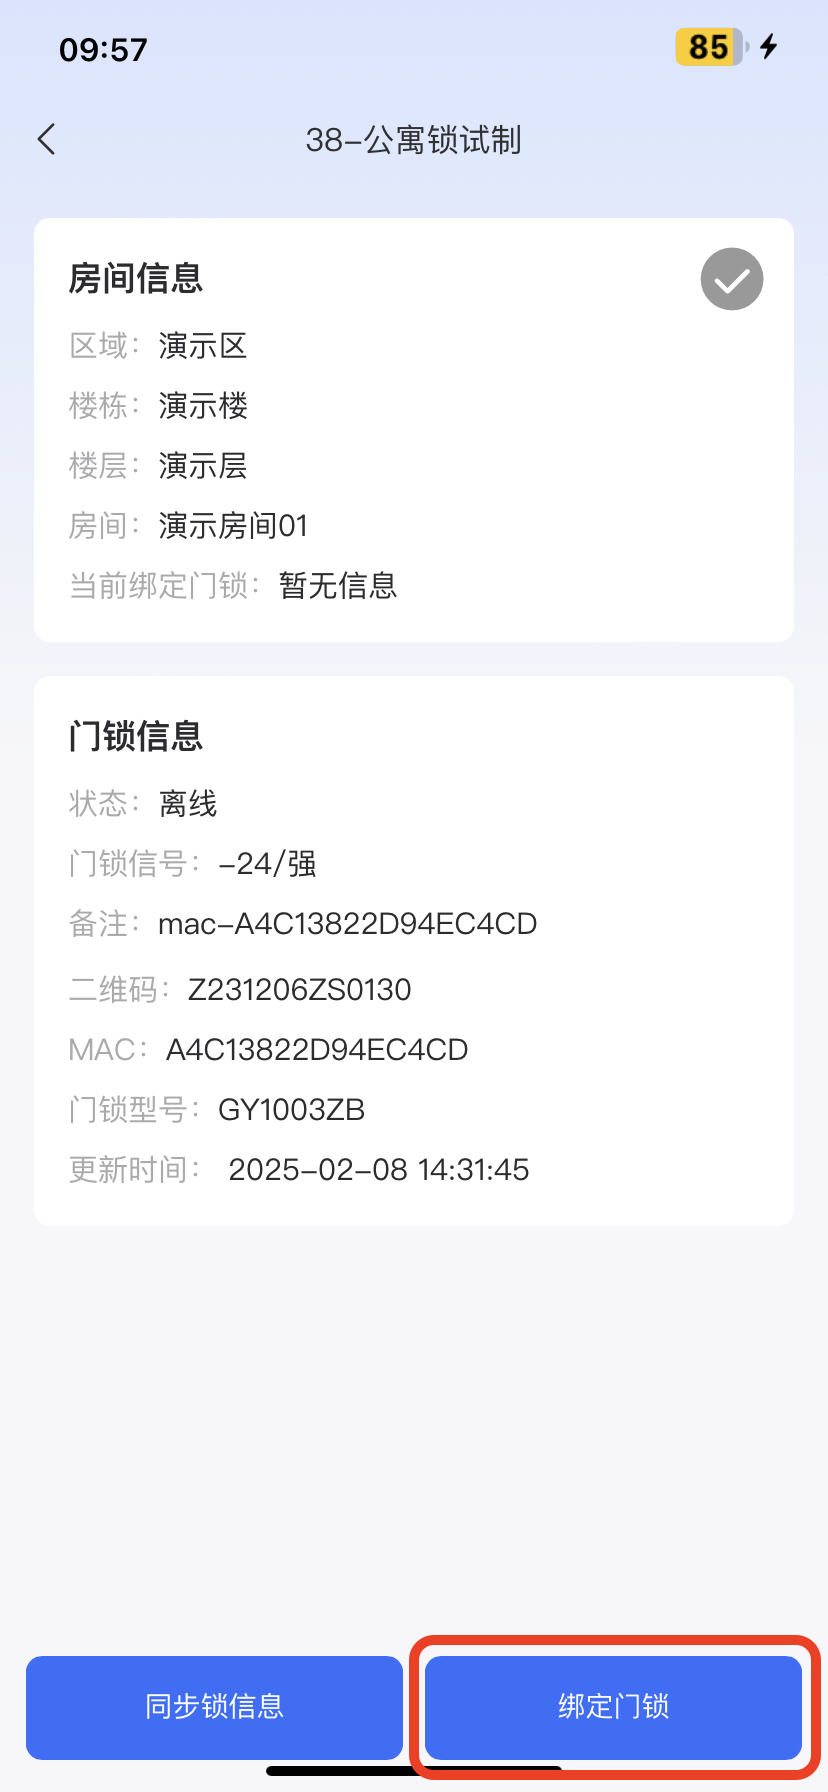 09:57
85
38-公寓锁试制
房间信息
区域： 演示区
楼栋： 演示楼
楼层： 演示层
房间： 演示房间01
当前绑定门锁： 暂无信息
门锁信息
状态： 离线
门锁信号： -24/强
备注： mac-A4C13822D94EC4CD
二维码： Z231206ZS0130
MAC： A4C13822D94EC4CD
门锁型号： GY1003ZB
更新时间： 2025-02-08 14:31:45
同步锁信息
绑定门锁